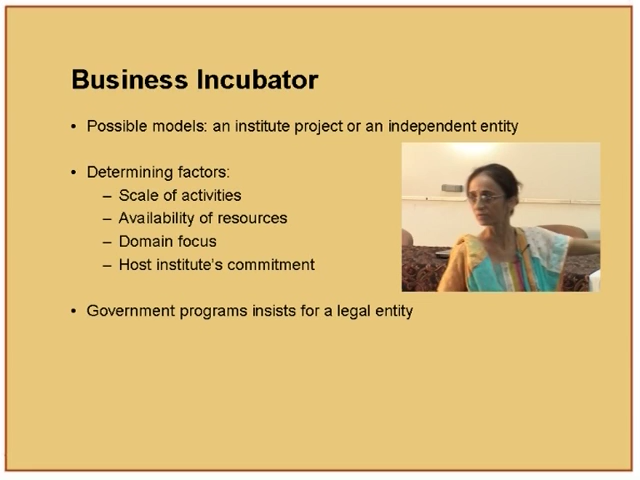 Business Incubator
• Possible models: an institute project or an independent entity
• Determining factors:
– Scale of activities
– Availability of resources
– Domain focus
– Host institute's commitment
• Government programs insists for a legal entity